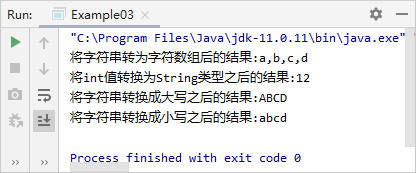 Run: Example03
"C:\Program Files\Java\jdk-11.0.11\bin\java.exe" "
将字符串转为字符数组后的结果:a,b,c,d
将int值转换为String类型之后的结果:12
将字符串转换成大写之后的结果:ABCD
将字符串转换成小写之后的结果:abcd
Process finished with exit code 0